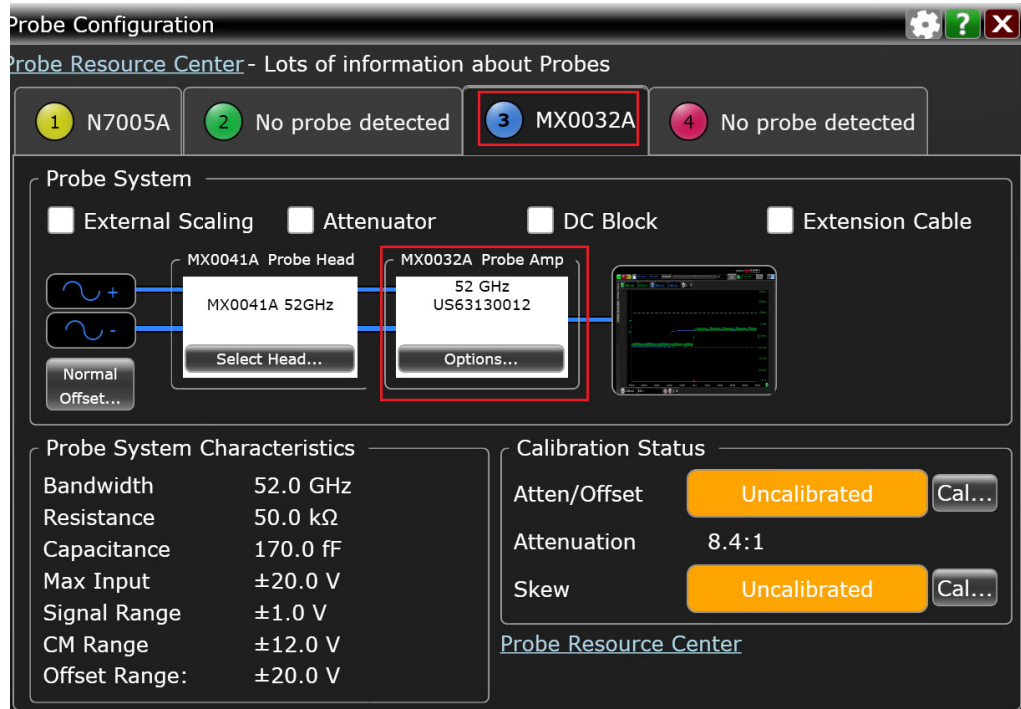 Probe Configuration
?
X
Probe Resource Center - Lots of information about Probes
1 N7005A
2 No probe detected
3 MX0032A
4 No probe detected
Probe System
External Scaling
Attenuator
DC Block
Extension Cable
MX0041A Probe Head
MX0032A Probe Amp
+
MX0041A 52GHz
52 GHz
US63130012
-
Select Head...
Options...
Normal
Offset...
Probe System Characteristics
Bandwidth 52.0 GHz
Resistance 50.0 kΩ
Capacitance 170.0 fF
Max Input ±20.0 V
Signal Range ±1.0 V
CM Range ±12.0 V
Offset Range: ±20.0 V
Calibration Status
Atten/Offset Uncalibrated Cal...
Attenuation 8.4:1
Skew Uncalibrated Cal...
Probe Resource Center